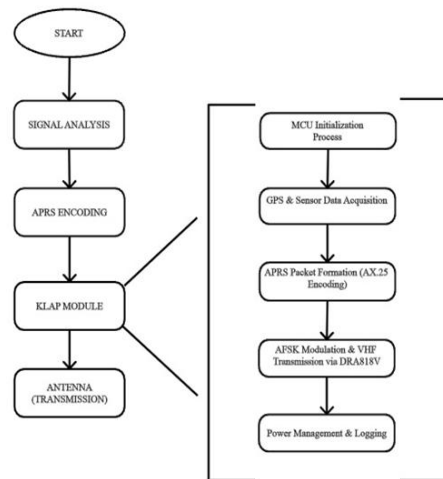 START
SIGNAL ANALYSIS
APRS ENCODING
KLAP MODULE
ANTENNA
(TRANSMISSION)
MCU Initialization
Process
GPS & Sensor Data Acquisition
APRS Packet Formation (AX.25
Encoding)
AFSK Modulation & VHF
Transmission via DRA818V
Power Management & Logging